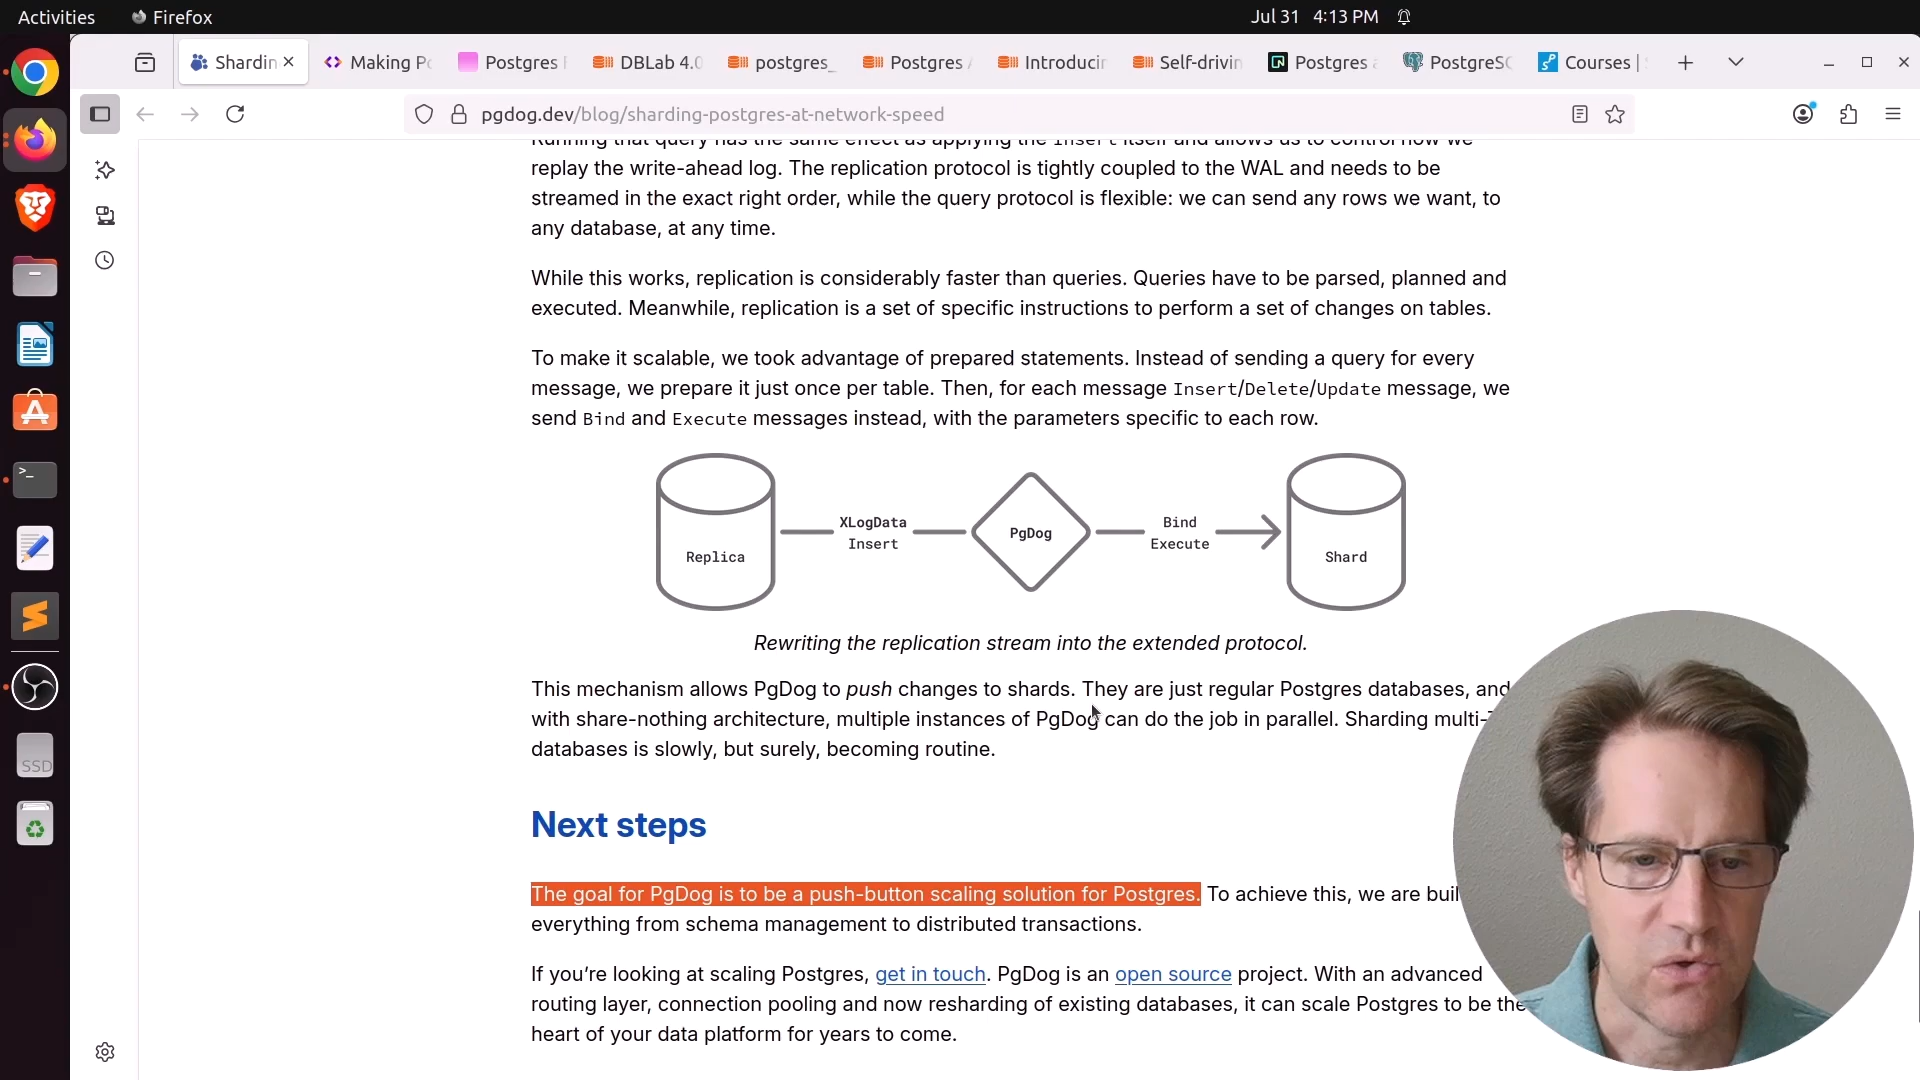 Activities
Firefox
Jul 31 4:13 PM
Shardin
Making Po
Postgres
DBLab 4.0
postgres_
Postgres
Introducin
Self-drivin
Postgres a
PostgreSQ
Courses |
pgdog.dev/blog/sharding-postgres-at-network-speed
Running that query has the same effect as applying the Insert itself and allows us to control how we
replay the write-ahead log. The replication protocol is tightly coupled to the WAL and needs to be
streamed in the exact right order, while the query protocol is flexible: we can send any rows we want, to
any database, at any time.
While this works, replication is considerably faster than queries. Queries have to be parsed, planned and
executed. Meanwhile, replication is a set of specific instructions to perform a set of changes on tables.
To make it scalable, we took advantage of prepared statements. Instead of sending a query for every
message, we prepare it just once per table. Then, for each message Insert/Delete/Update message, we
send Bind and Execute messages instead, with the parameters specific to each row.
Replica
XLogData
Insert
PgDog
Bind
Execute
Shard
Rewriting the replication stream into the extended protocol.
This mechanism allows PgDog to push changes to shards. They are just regular Postgres databases, and
with share-nothing architecture, multiple instances of PgDog can do the job in parallel. Sharding multi-
databases is slowly, but surely, becoming routine.
Next steps
The goal for PgDog is to be a push-button scaling solution for Postgres. To achieve this, we are buil
everything from schema management to distributed transactions.
If you're looking at scaling Postgres, get in touch. PgDog is an open source project. With an advanced
routing layer, connection pooling and now resharding of existing databases, it can scale Postgres to be the
heart of your data platform for years to come.
SSD